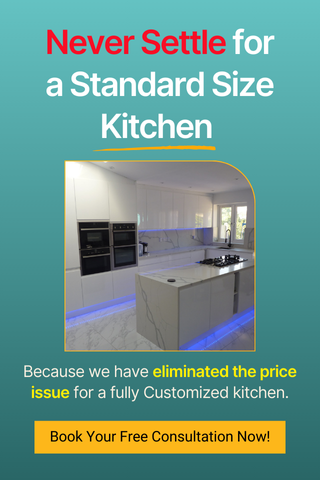 Never Settle for
a Standard Size
Kitchen
Because we have eliminated the price
issue for a fully Customized kitchen.
Book Your Free Consultation Now!